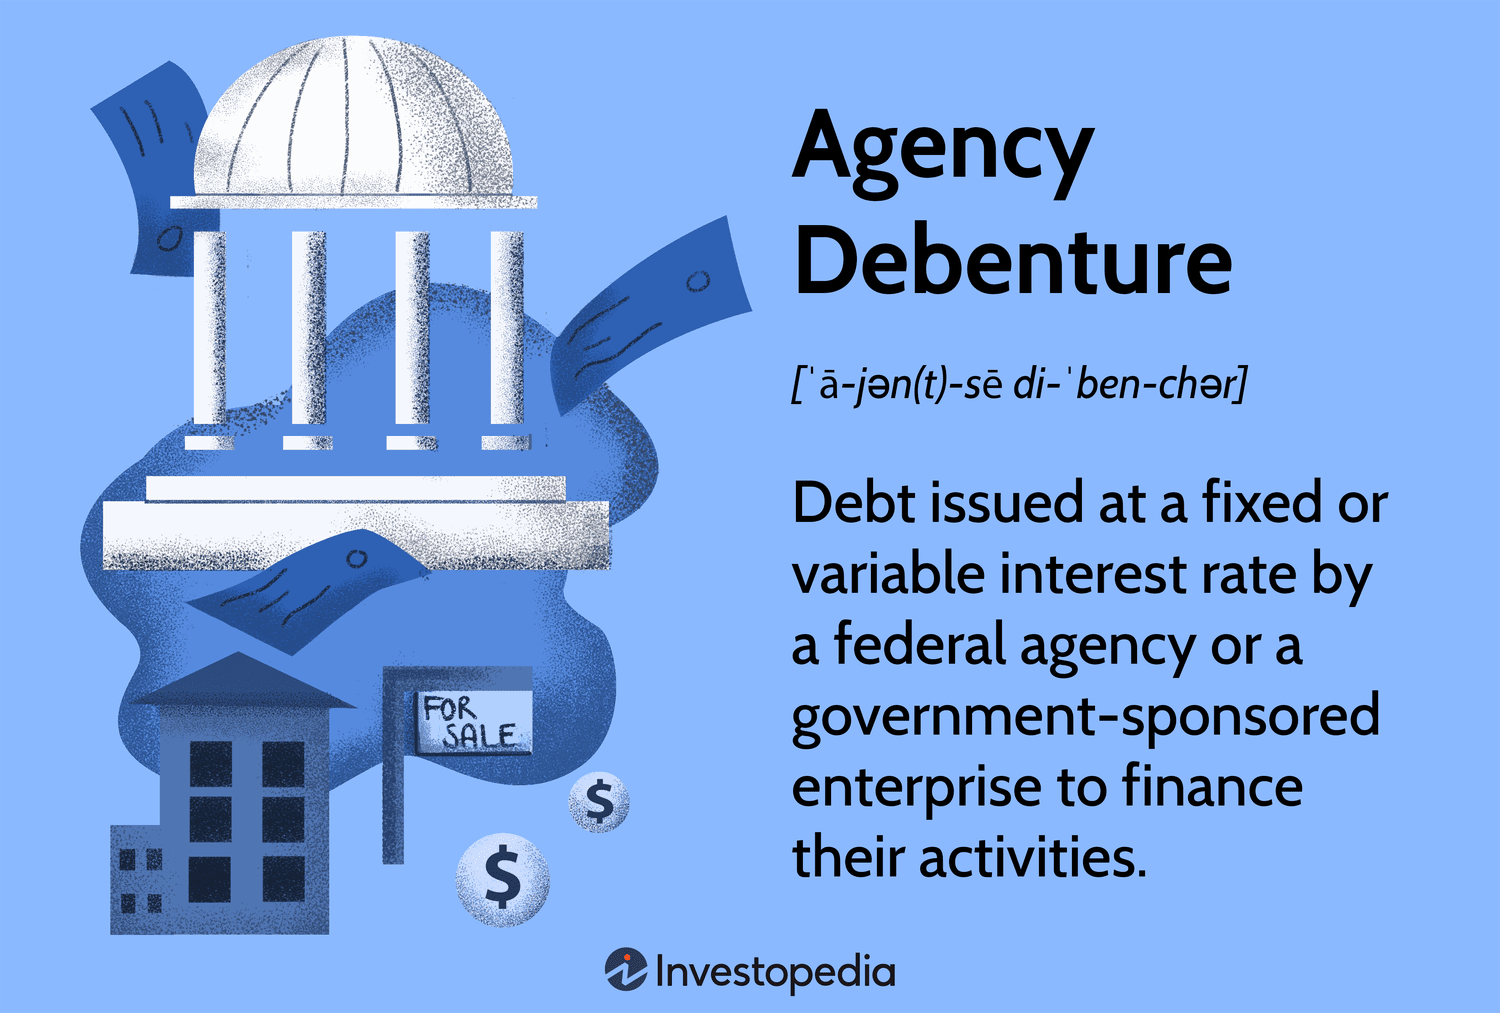 Agency
Debenture
[ˈā-jən(t)-sē di-ˈben-chər]
Debt issued at a fixed or
variable interest rate by
a federal agency or a
government-sponsored
enterprise to finance
their activities.
FOR
SALE
$
$
Investopedia